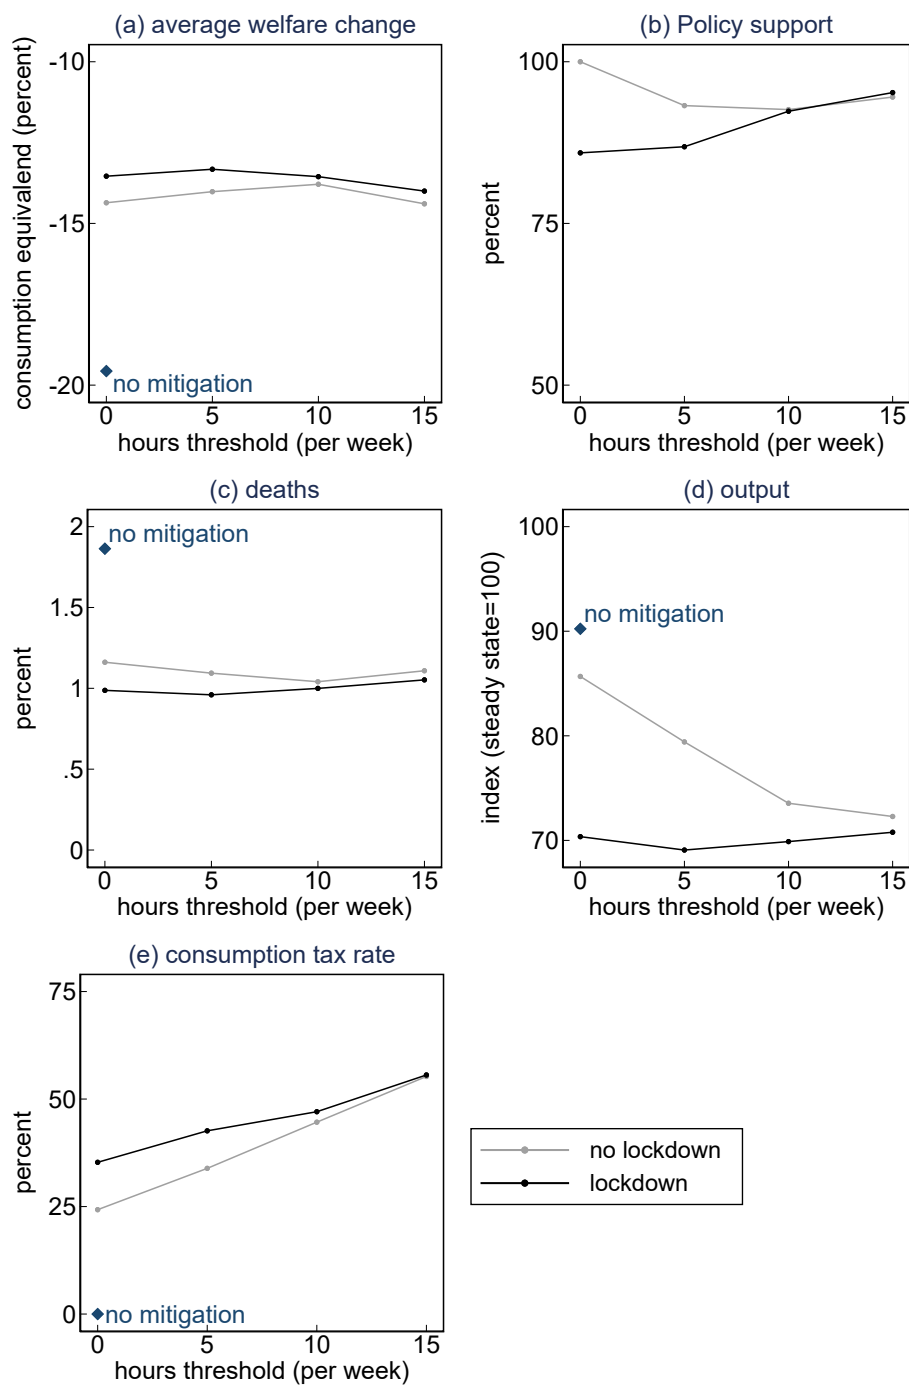 (a) average welfare change
consumption equivalend (percent)
-10
-15
-20
no mitigation
0 5 10 15
hours threshold (per week)
(b) Policy support
percent
100
75
50
0 5 10 15
hours threshold (per week)
(c) deaths
percent
2
1.5
1
.5
0
no mitigation
0 5 10 15
hours threshold (per week)
(d) output
index (steady state=100)
100
90
80
70
no mitigation
0 5 10 15
hours threshold (per week)
(e) consumption tax rate
percent
75
50
25
0
no mitigation
0 5 10 15
hours threshold (per week)
no lockdown
lockdown